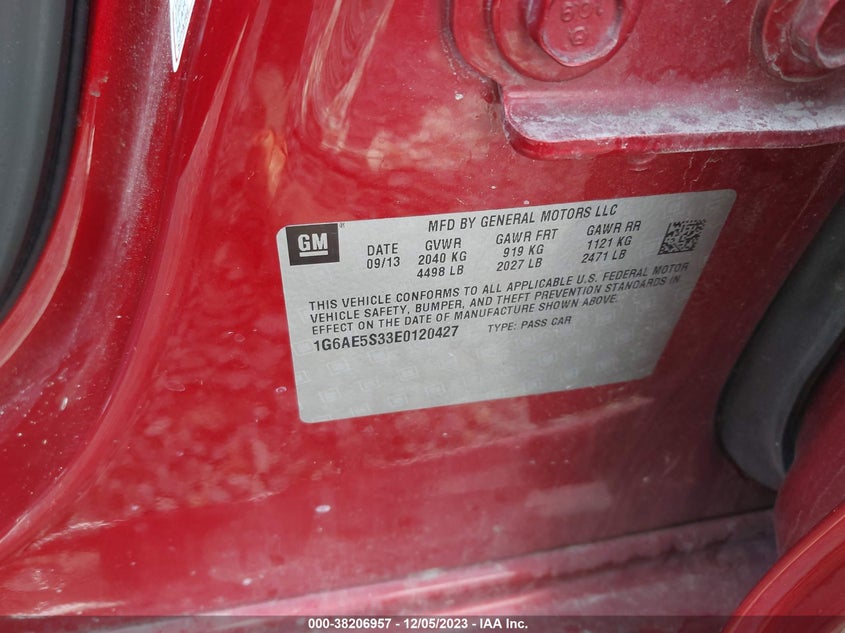 MFD BY GENERAL MOTORS LLC
GM
DATE GVWR GAWR FRT GAWR RR
09/13 2040 KG 919 KG 1121 KG
4498 LB 2027 LB 2471 LB
THIS VEHICLE CONFORMS TO ALL APPLICABLE U.S. FEDERAL MOTOR
VEHICLE SAFETY, BUMPER, AND THEFT PREVENTION STANDARDS IN
EFFECT ON THE DATE OF MANUFACTURE SHOWN ABOVE.
1G6AE5S33E0120427 TYPE: PASS CAR
000-38206957 - 12/05/2023 - IAA Inc.